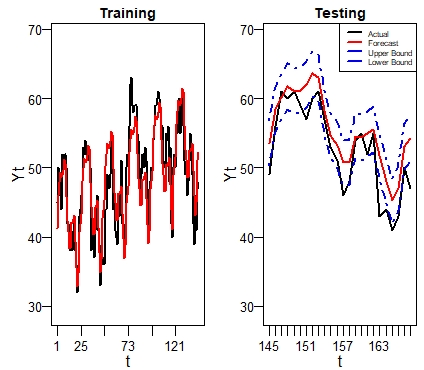 Training
70
60
50
40
30
Yt
1 25 73 121
t
Testing
70
60
50
40
30
Yt
145 151 157 163
t
Actual
Forecast
Upper Bound
Lower Bound